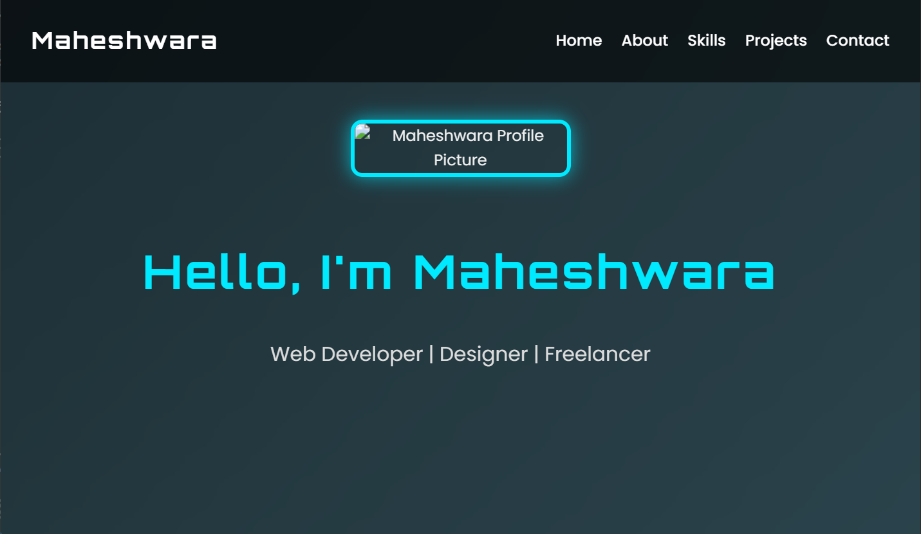 Maheshwara
Home About Skills Projects Contact
Maheshwara Profile
Picture
Hello, I'm Maheshwara
Web Developer | Designer | Freelancer